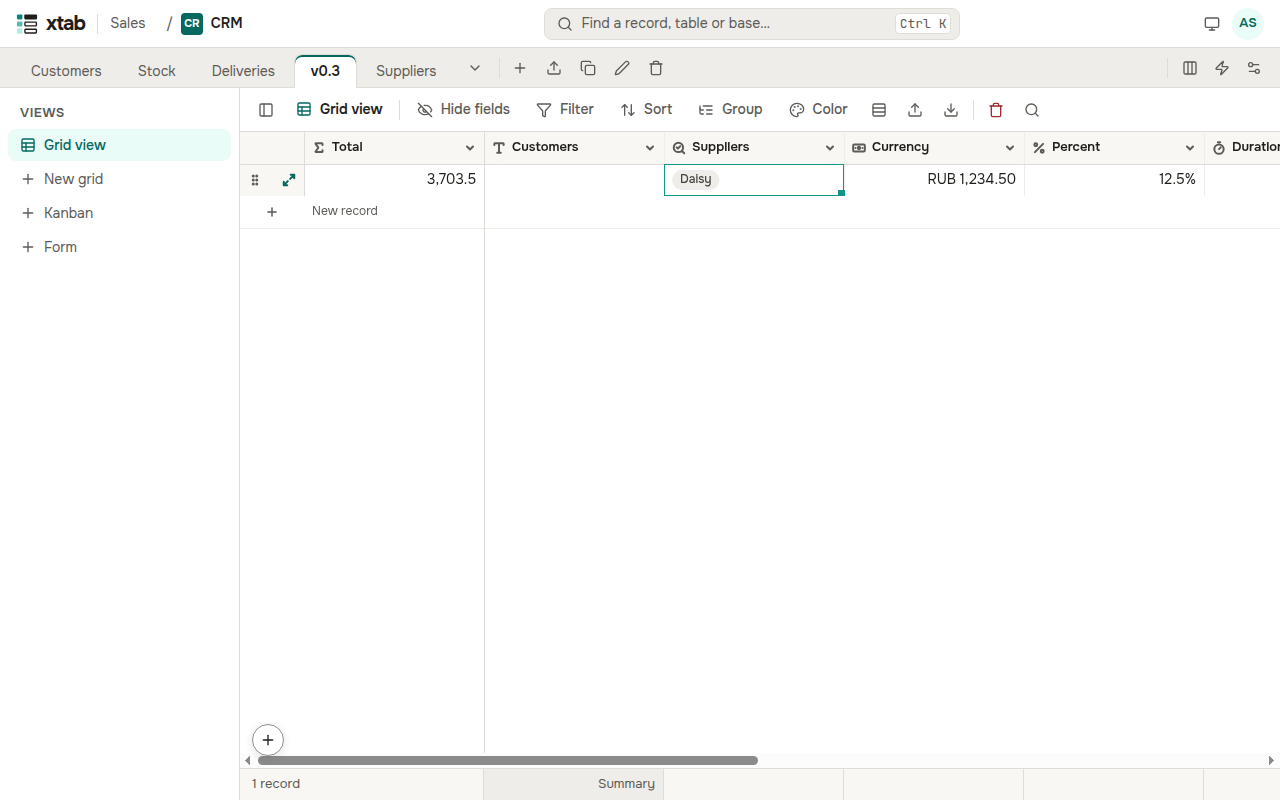 xtab
Sales / CR CRM
Find a record, table or base...
Ctrl K
AS
Customers
Stock
Deliveries
v0.3
Suppliers
VIEWS
Grid view
New grid
Kanban
Form
Grid view
Hide fields
Filter
Sort
Group
Color
Total
Customers
Suppliers
Currency
Percent
Duration
3,703.5
Daisy
RUB 1,234.50
12.5%
New record
1 record
Summary